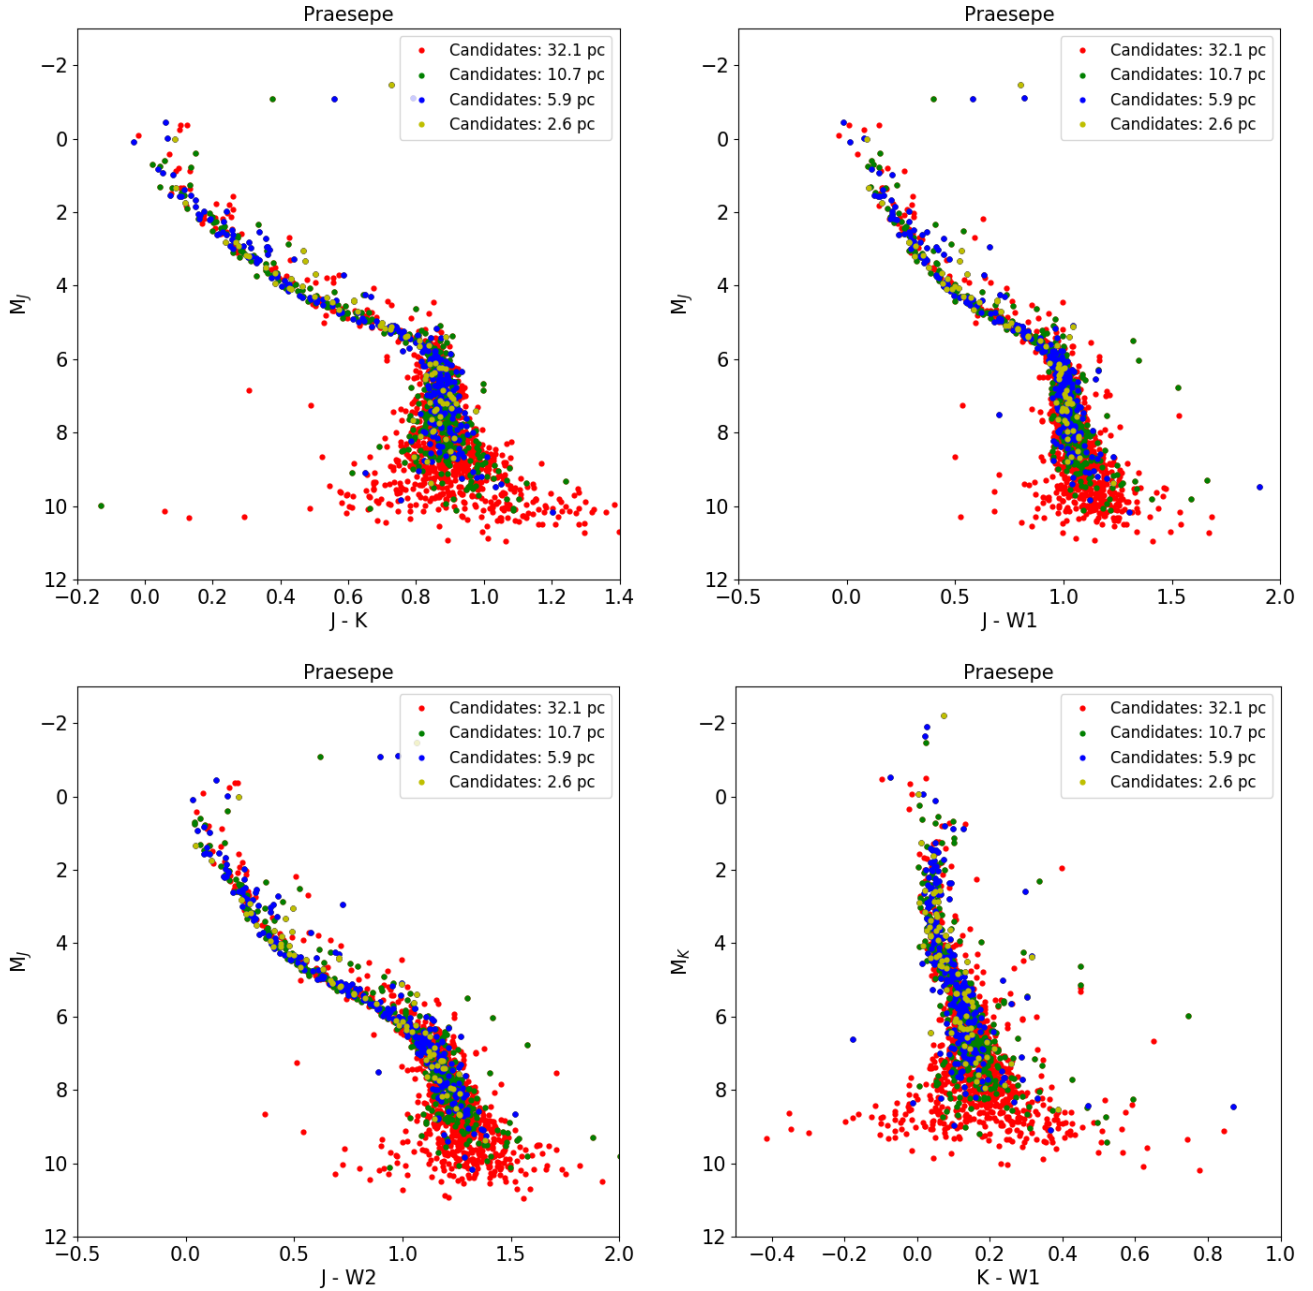 Praesepe
−2
0
2
4
6
8
10
12
M_J
Candidates: 32.1 pc
Candidates: 10.7 pc
Candidates: 5.9 pc
Candidates: 2.6 pc
−0.2 0.0 0.2 0.4 0.6 0.8 1.0 1.2 1.4
J - K
Praesepe
−2
0
2
4
6
8
10
12
M_J
Candidates: 32.1 pc
Candidates: 10.7 pc
Candidates: 5.9 pc
Candidates: 2.6 pc
−0.5 0.0 0.5 1.0 1.5 2.0
J - W1
Praesepe
−2
0
2
4
6
8
10
12
M_J
Candidates: 32.1 pc
Candidates: 10.7 pc
Candidates: 5.9 pc
Candidates: 2.6 pc
−0.5 0.0 0.5 1.0 1.5 2.0
J - W2
Praesepe
−2
0
2
4
6
8
10
12
M_K
Candidates: 32.1 pc
Candidates: 10.7 pc
Candidates: 5.9 pc
Candidates: 2.6 pc
−0.4 −0.2 0.0 0.2 0.4 0.6 0.8 1.0
K - W1